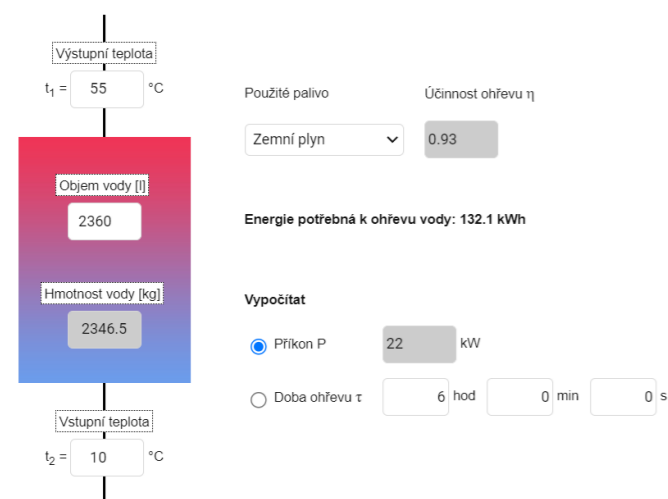 Výstupní teplota
t1 = 55 °C
Použité palivo
Účinnost ohřevu η
Zemní plyn
0.93
Objem vody [l]
2360
Energie potřebná k ohřevu vody: 132.1 kWh
Hmotnost vody [kg]
2346.5
Vypočítat
Příkon P 22 kW
Doba ohřevu τ 6 hod 0 min 0 s
Vstupní teplota
t2 = 10 °C